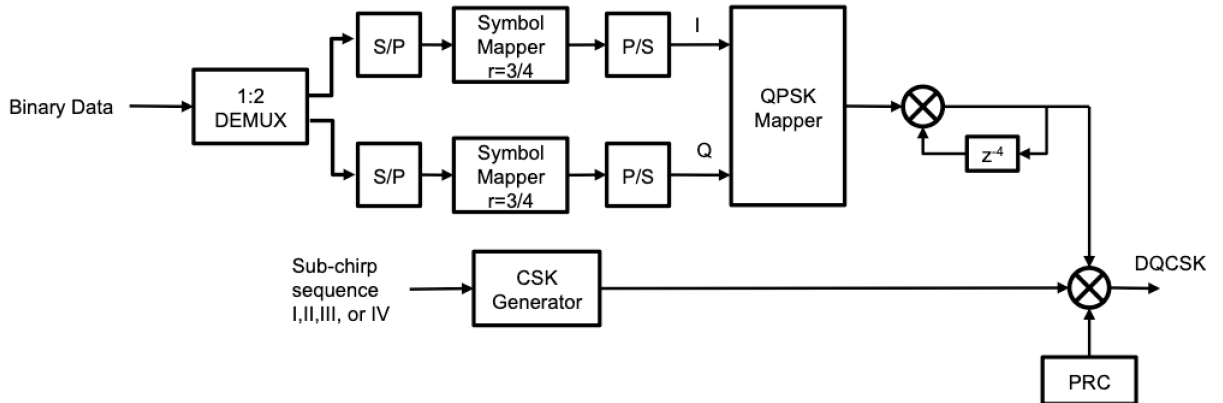 Binary Data
1:2
DEMUX
S/P
Symbol
Mapper
r=3/4
P/S
I
S/P
Symbol
Mapper
r=3/4
P/S
Q
QPSK
Mapper
z-4
Sub-chirp
sequence
I,II,III, or IV
CSK
Generator
DQCSK
PRC